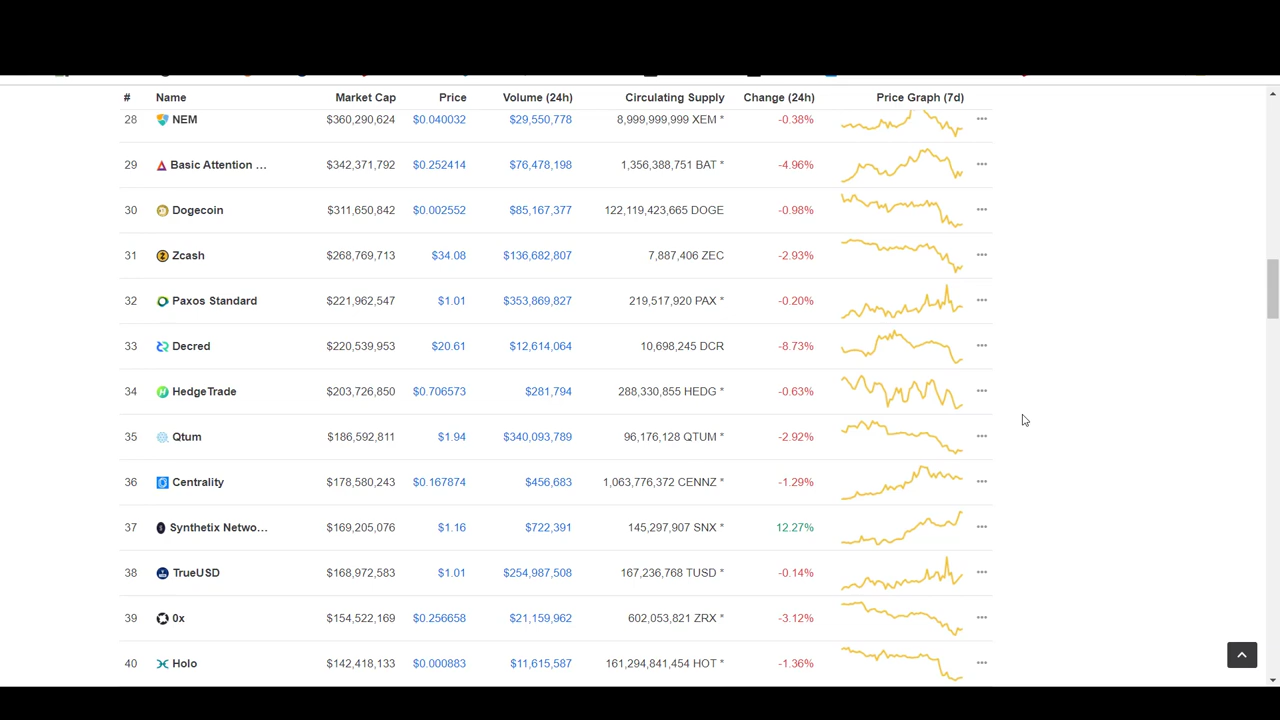 # Name Market Cap Price Volume (24h) Circulating Supply Change (24h) Price Graph (7d)
28 NEM $360,290,624 $0.040032 $29,550,778 8,999,999,999 XEM * -0.38% •••
29 Basic Attention ... $342,371,792 $0.252414 $76,478,198 1,356,388,751 BAT * -4.96% •••
30 Dogecoin $311,650,842 $0.002552 $85,167,377 122,119,423,665 DOGE -0.98% •••
31 Zcash $268,769,713 $34.08 $136,682,807 7,887,406 ZEC -2.93% •••
32 Paxos Standard $221,962,547 $1.01 $353,869,827 219,517,920 PAX * -0.20% •••
33 Decred $220,539,953 $20.61 $12,614,064 10,698,245 DCR -8.73% •••
34 HedgeTrade $203,726,850 $0.706573 $281,794 288,330,855 HEDG * -0.63% •••
35 Qtum $186,592,811 $1.94 $340,093,789 96,176,128 QTUM * -2.92% •••
36 Centrality $178,580,243 $0.167874 $456,683 1,063,776,372 CENNZ * -1.29% •••
37 Synthetix Netwo... $169,205,076 $1.16 $722,391 145,297,907 SNX * 12.27% •••
38 TrueUSD $168,972,583 $1.01 $254,987,508 167,236,768 TUSD * -0.14% •••
39 0x $154,522,169 $0.256658 $21,159,962 602,053,821 ZRX * -3.12% •••
40 Holo $142,418,133 $0.000883 $11,615,587 161,294,841,454 HOT * -1.36% •••